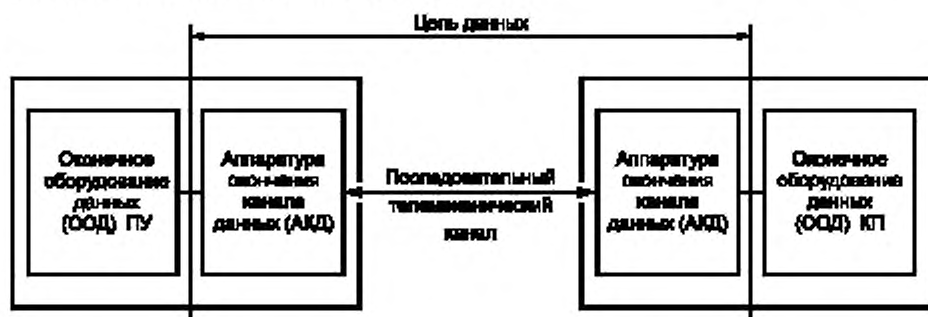 Цепь данных
Оконечное
оборудование
данных
(ООД) ПУ
Аппаратура
окончания
канала
данных (АКД)
Последовательный
телемеханический
канал
Аппаратура
окончания
канала
данных (АКД)
Оконечное
оборудование
данных
(ООД) КП